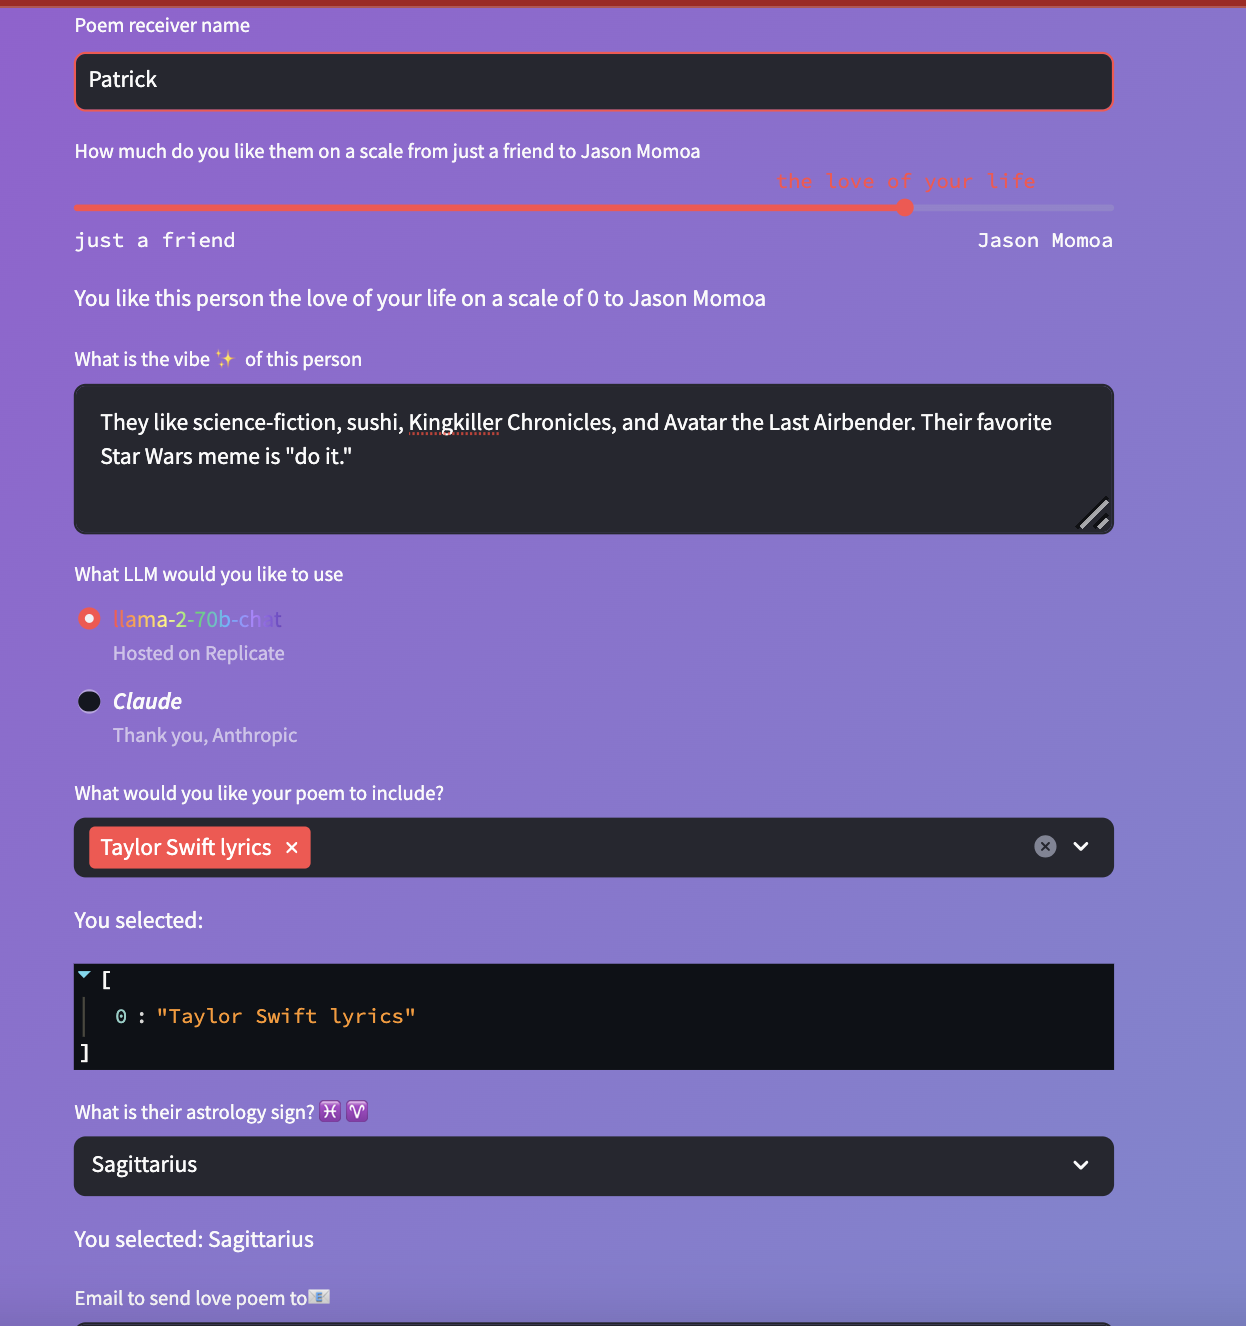 Poem receiver name
Patrick
How much do you like them on a scale from just a friend to Jason Momoa
the love of your life
just a friend
Jason Momoa
You like this person the love of your life on a scale of 0 to Jason Momoa
What is the vibe ✨ of this person
They like science-fiction, sushi, Kingkiller Chronicles, and Avatar the Last Airbender. Their favorite
Star Wars meme is "do it."
What LLM would you like to use
llama-2-70b-chat
Hosted on Replicate
Claude
Thank you, Anthropic
What would you like your poem to include?
Taylor Swift lyrics ×
You selected:
[
0 : "Taylor Swift lyrics"
]
What is their astrology sign? ♓ ♈
Sagittarius
You selected: Sagittarius
Email to send love poem to📧